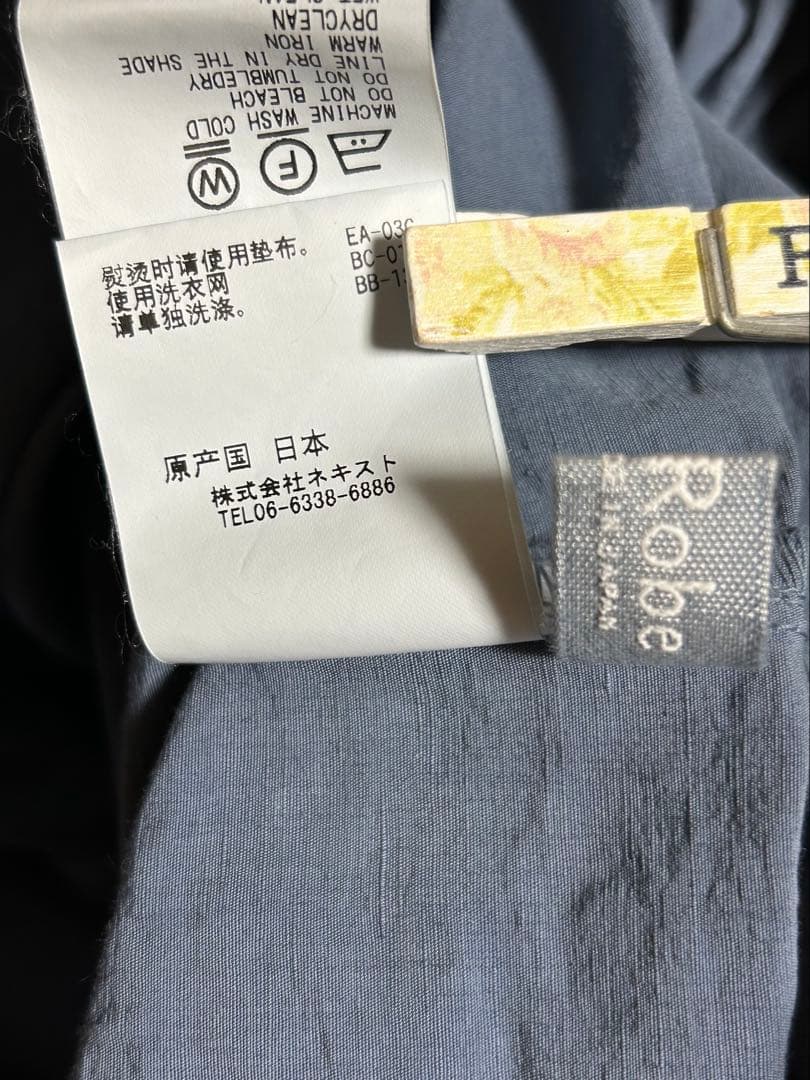 MACHINE WASH COLD
DO NOT BLEACH
DO NOT TUMBLEDRY
LINE DRY IN THE SHADE
WARM IRON
DRYCLEAN
F
W
熨烫时请使用垫布。
使用洗衣网
请单独洗涤。
EA-03
BC-0
BB-1
原产国 日本
株式会社ネキスト
TEL06-6338-6886
Robe
JAPAN